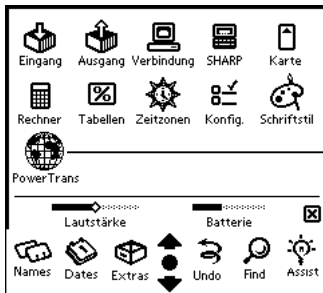 Eingang Ausgang Verbindung SHARP Karte
Rechner Tabellen Zeitzonen Konfig. Schriftstil
PowerTrans
Lautstärke Batterie
Names Dates Extras Undo Find Assist